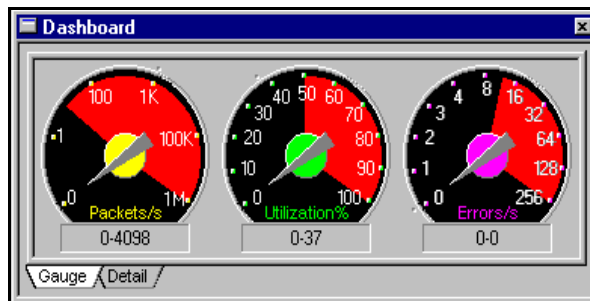 Dashboard
0 1 100 1K 100K 1M
Packets/s
0-4098
0 10 20 30 40 50 60 70 80 90 100
Utilization%
0-37
0 1 2 3 4 8 16 32 64 128 256
Errors/s
0-0
Gauge Detail